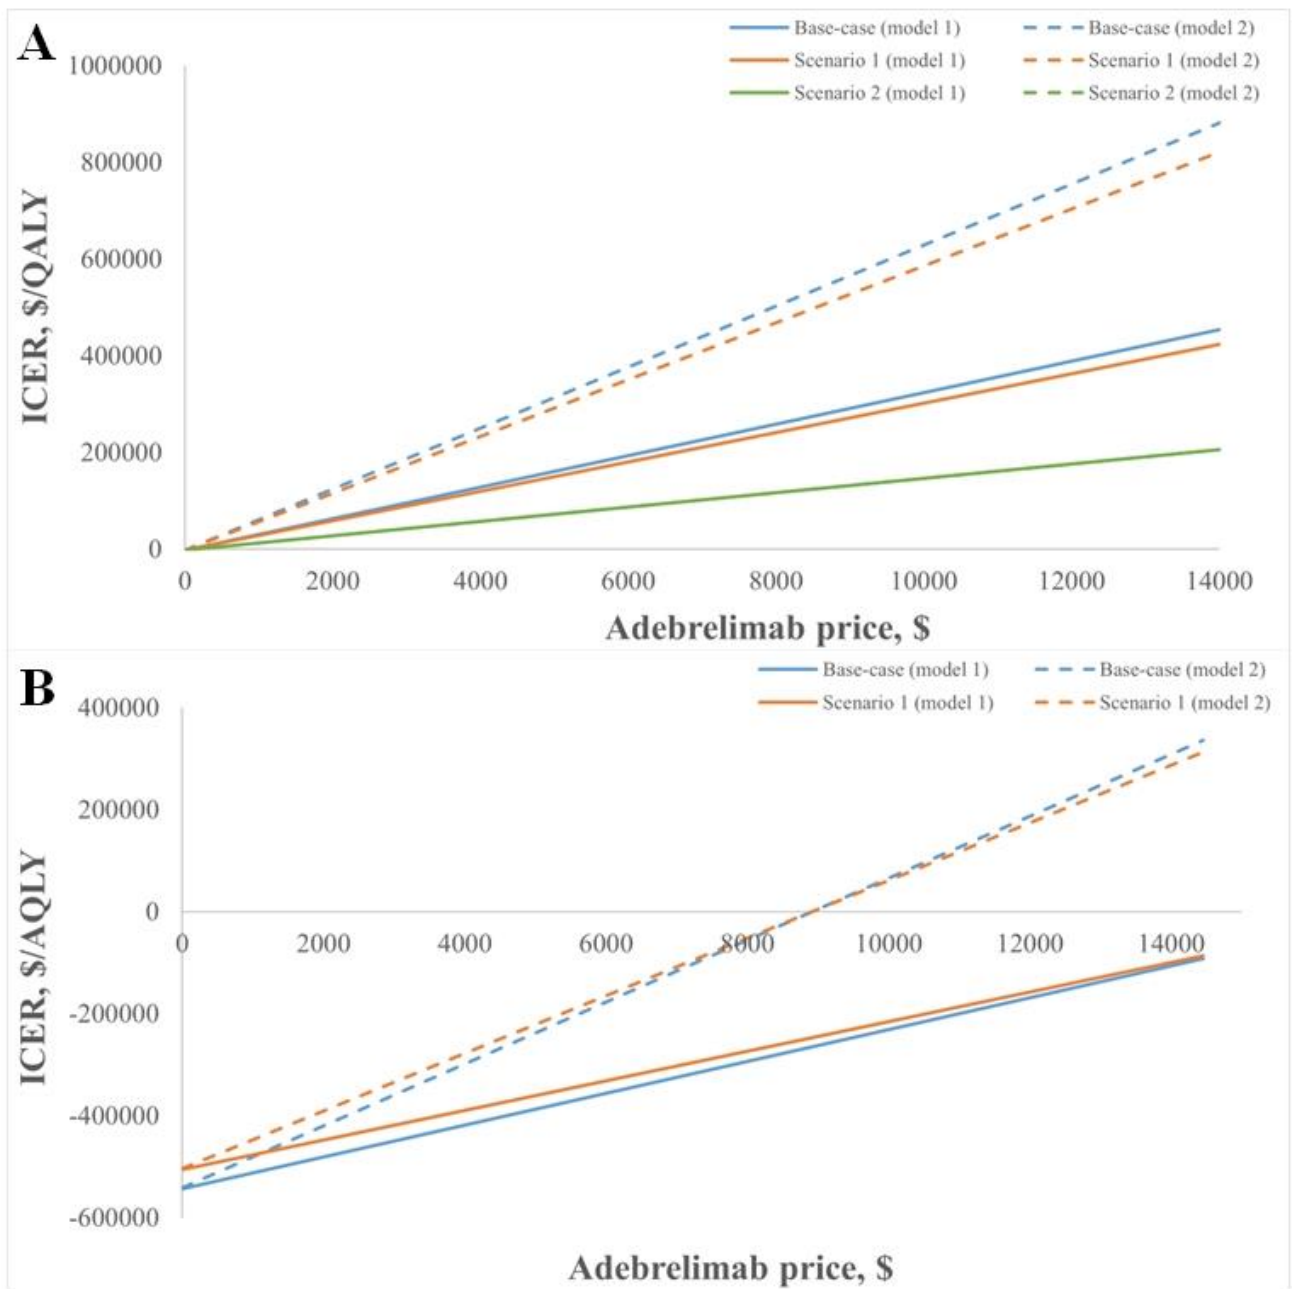 A
Base-case (model 1)
Base-case (model 2)
Scenario 1 (model 1)
Scenario 1 (model 2)
Scenario 2 (model 1)
Scenario 2 (model 2)
1000000
800000
600000
400000
200000
0
ICER, $/QALY
0 2000 4000 6000 8000 10000 12000 14000
Adebrelimab price, $
B
Base-case (model 1)
Base-case (model 2)
Scenario 1 (model 1)
Scenario 1 (model 2)
400000
200000
0
-200000
-400000
-600000
ICER, $/AQLY
0 2000 4000 6000 8000 10000 12000 14000
Adebrelimab price, $